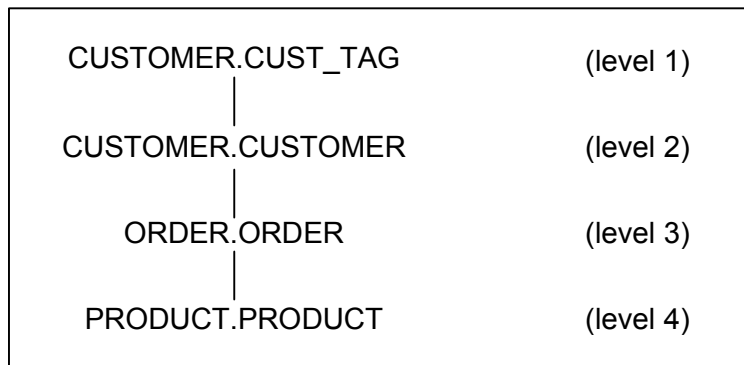 CUSTOMER.CUST_TAG (level 1)
CUSTOMER.CUSTOMER (level 2)
ORDER.ORDER (level 3)
PRODUCT.PRODUCT (level 4)